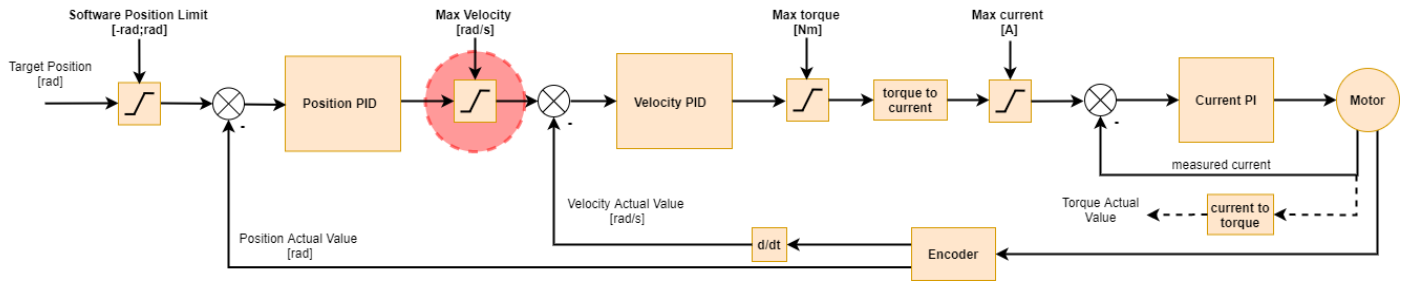 Software Position Limit
[-rad;rad]
Max Velocity
[rad/s]
Max torque
[Nm]
Max current
[A]
Target Position
[rad]
Position PID
Velocity PID
torque to
current
Current PI
Motor
-
-
-
measured current
Velocity Actual Value
[rad/s]
Torque Actual
Value
current to
torque
Position Actual Value
[rad]
d/dt
Encoder